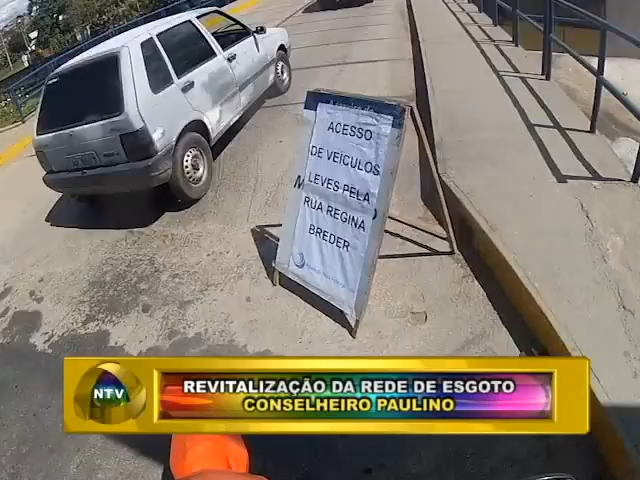 ACESSO
DE VEÍCULOS
LEVES PELA
RUA REGINA
BREDER
NTV
REVITALIZAÇÃO DA REDE DE ESGOTO
CONSELHEIRO PAULINO